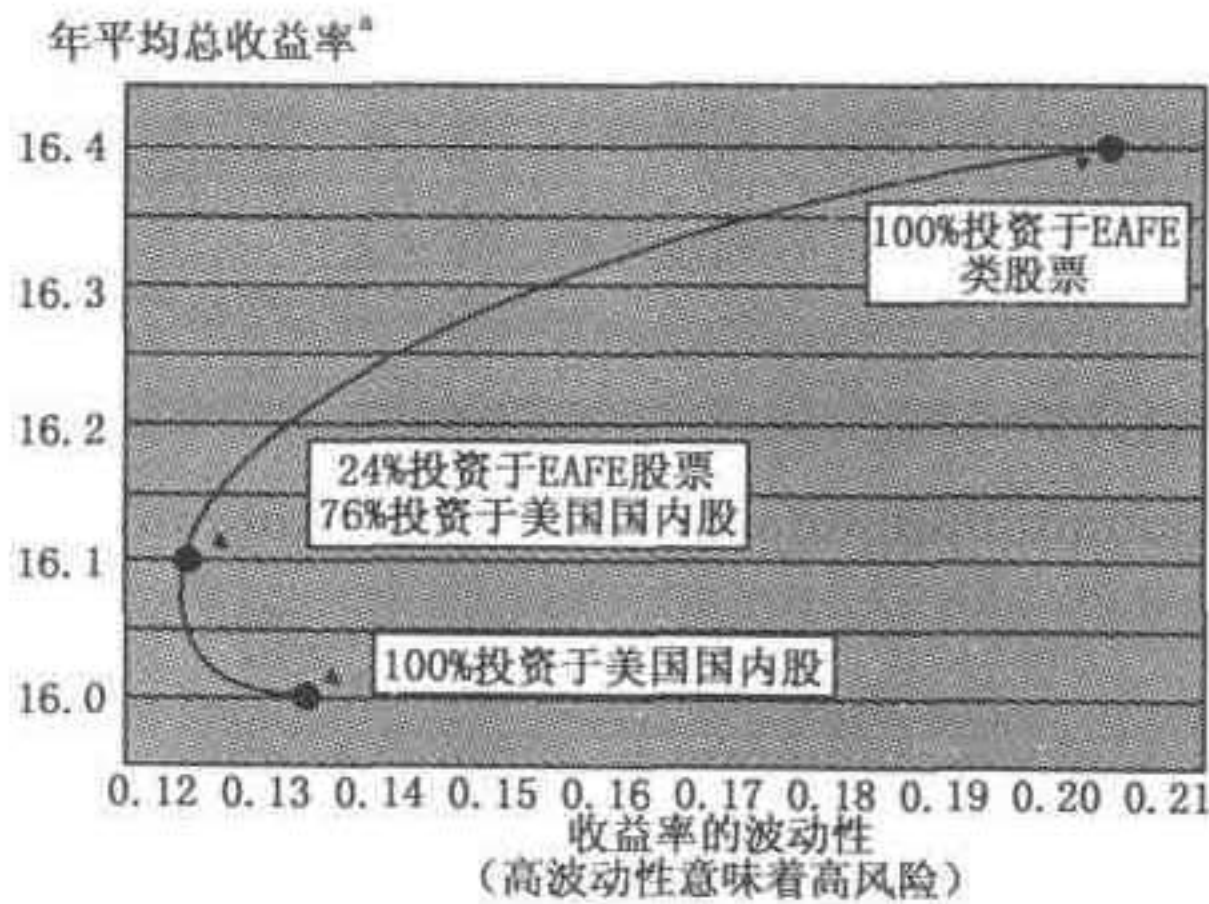 年平均总收益率ª
16.4
100%投资于EAFE
类股票
16.3
16.2
24%投资于EAFE股票
76%投资于美国国内股
16.1
100%投资于美国国内股
16.0
0.12 0.13 0.14 0.15 0.16 0.17 0.18 0.19 0.20 0.21
收益率的波动性
（高波动性意味着高风险）